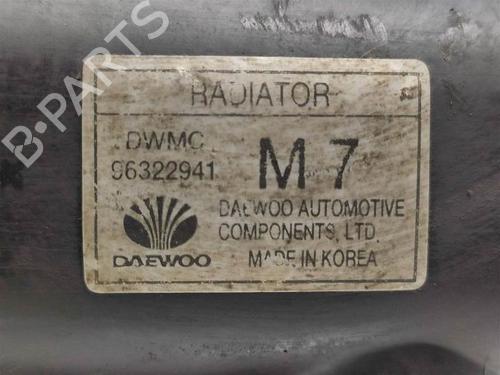 B-PARTS
RADIATOR
DWMC
96322941
M 7
DAEWOO AUTOMOTIVE
COMPONENTS, LTD.
DAEWOO
MADE IN KOREA